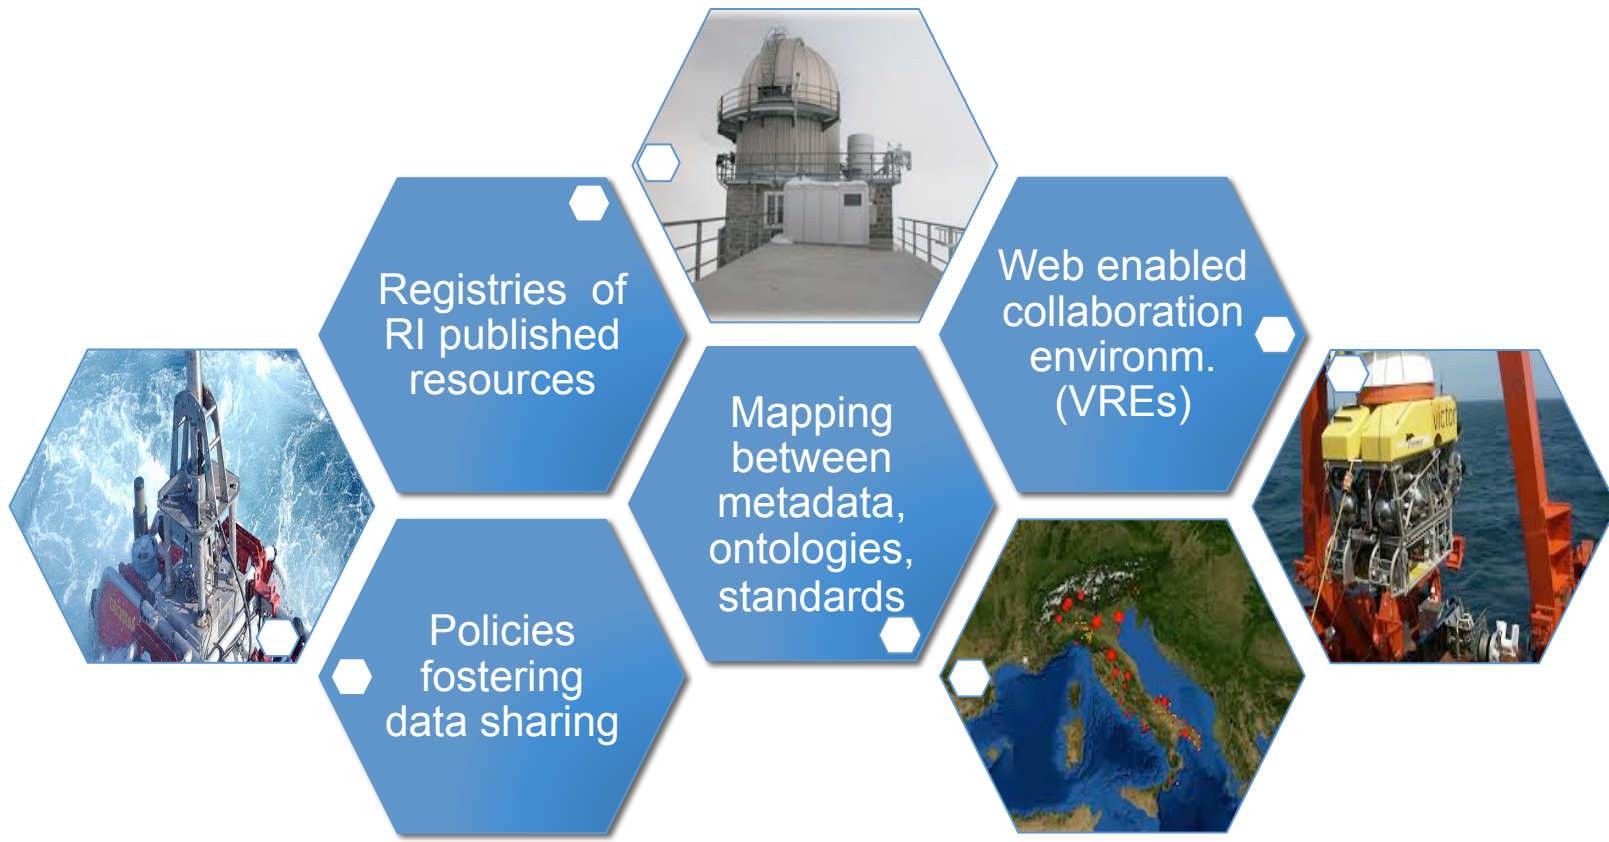 Registries of
RI published
resources
Web enabled
collaboration
environm.
(VREs)
Mapping
between
metadata,
ontologies,
standards
Policies
fostering
data sharing
VICTOR